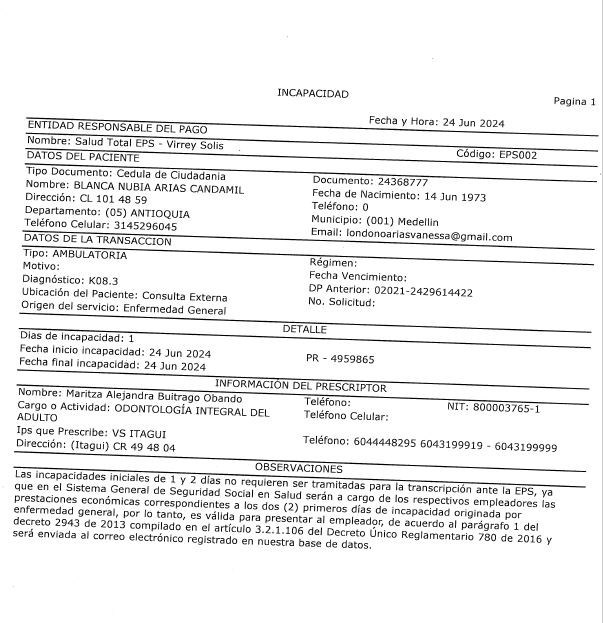 INCAPACIDAD
Pagina 1
Fecha y Hora: 24 Jun 2024
ENTIDAD RESPONSABLE DEL PAGO
Nombre: Salud Total EPS - Virrey Solis
Código: EPS002
DATOS DEL PACIENTE
Tipo Documento: Cedula de Ciudadania
Documento: 24368777
Nombre: BLANCA NUBIA ARIAS CANDAMIL
Fecha de Nacimiento: 14 Jun 1973
Dirección: CL 101 48 59
Teléfono: 0
Departamento: (05) ANTIOQUIA
Municipio: (001) Medellin
Teléfono Celular: 3145296045
Email: londonoariasvanessa@gmail.com
DATOS DE LA TRANSACCION
Tipo: AMBULATORIA
Régimen:
Motivo:
Fecha Vencimiento:
Diagnóstico: K08.3
DP Anterior: 02021-2429614422
Ubicación del Paciente: Consulta Externa
No. Solicitud:
Origen del servicio: Enfermedad General
DETALLE
Dias de incapacidad: 1
Fecha inicio incapacidad: 24 Jun 2024
PR - 4959865
Fecha final incapacidad: 24 Jun 2024
INFORMACIÓN DEL PRESCRIPTOR
Nombre: Maritza Alejandra Buitrago Obando
Teléfono:
NIT: 800003765-1
Cargo o Actividad: ODONTOLOGÍA INTEGRAL DEL
ADULTO
Teléfono Celular:
Ips que Prescribe: VS ITAGUI
Teléfono: 6044448295 6043199919 - 6043199999
Dirección: (Itagui) CR 49 48 04
OBSERVACIONES
Las incapacidades iniciales de 1 y 2 días no requieren ser tramitadas para la transcripción ante la EPS, ya
que en el Sistema General de Seguridad Social en Salud serán a cargo de los respectivos empleadores las
prestaciones económicas correspondientes a los dos (2) primeros días de incapacidad originada por
enfermedad general, por lo tanto, es válida para presentar al empleador, de acuerdo al parágrafo 1 del
decreto 2943 de 2013 compilado en el artículo 3.2.1.106 del Decreto Único Reglamentario 780 de 2016 y
será enviada al correo electrónico registrado en nuestra base de datos.